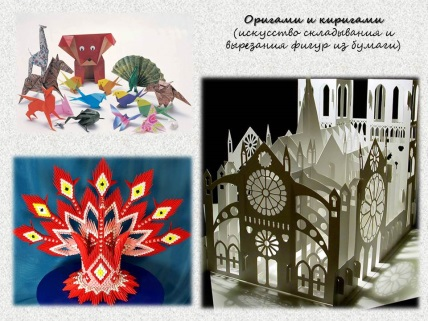 Оригами и киригами
(искусство складывания и
вырезания фигур из бумаги)